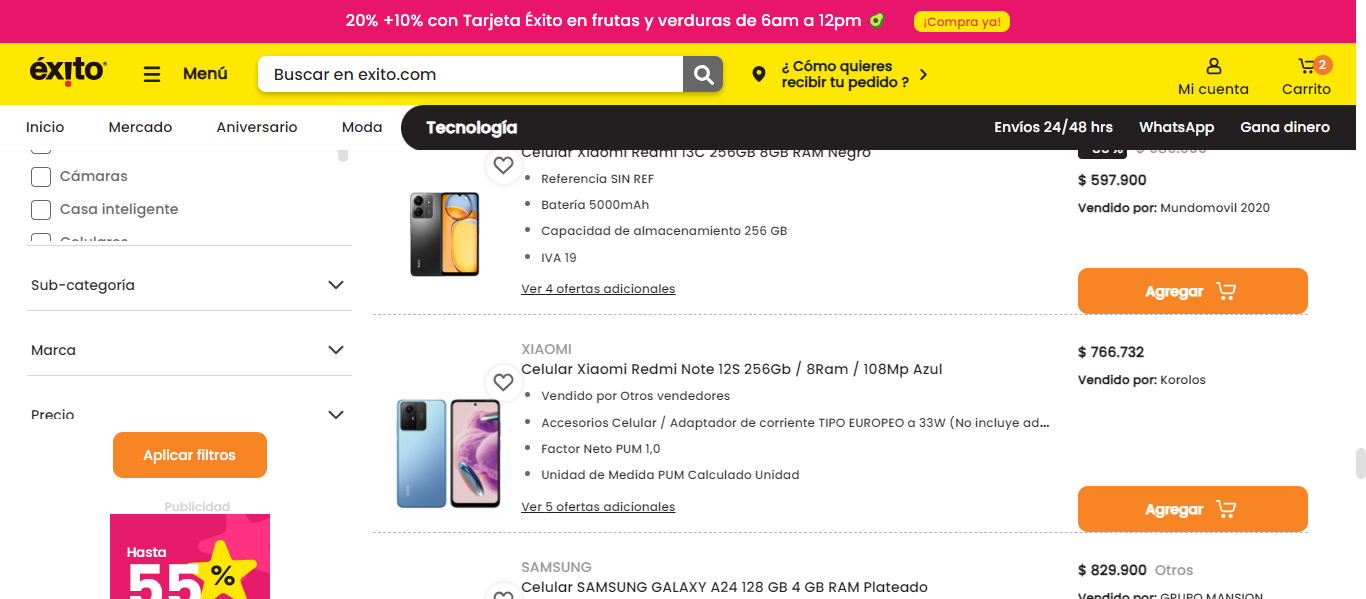 20% +10% con Tarjeta Éxito en frutas y verduras de 6am a 12pm ¡Compra ya!
éxito
Menú
Buscar en exito.com
¿ Cómo quieres
recibir tu pedido ?
Mi cuenta
2
Carrito
Inicio Mercado Aniversario Moda Tecnología Envíos 24/48 hrs WhatsApp Gana dinero
Cámaras
Casa inteligente
Celulares
Sub-categoría
Marca
Precio
Aplicar filtros
Publicidad
Hasta
55%
Celular Xiaomi Redmi 13C 256GB 8GB RAM Negro
Referencia SIN REF
Batería 5000mAh
Capacidad de almacenamiento 256 GB
IVA 19
Ver 4 ofertas adicionales
$ 597.900
Vendido por: Mundomovil 2020
Agregar
XIAOMI
Celular Xiaomi Redmi Note 12S 256Gb / 8Ram / 108Mp Azul
Vendido por Otros vendedores
Accesorios Celular / Adaptador de corriente TIPO EUROPEO a 33W (No incluye ad...
Factor Neto PUM 1,0
Unidad de Medida PUM Calculado Unidad
Ver 5 ofertas adicionales
$ 766.732
Vendido por: Korolos
Agregar
SAMSUNG
Celular SAMSUNG GALAXY A24 128 GB 4 GB RAM Plateado
$ 829.900 Otros
Vendido por: GRUPO MANSION